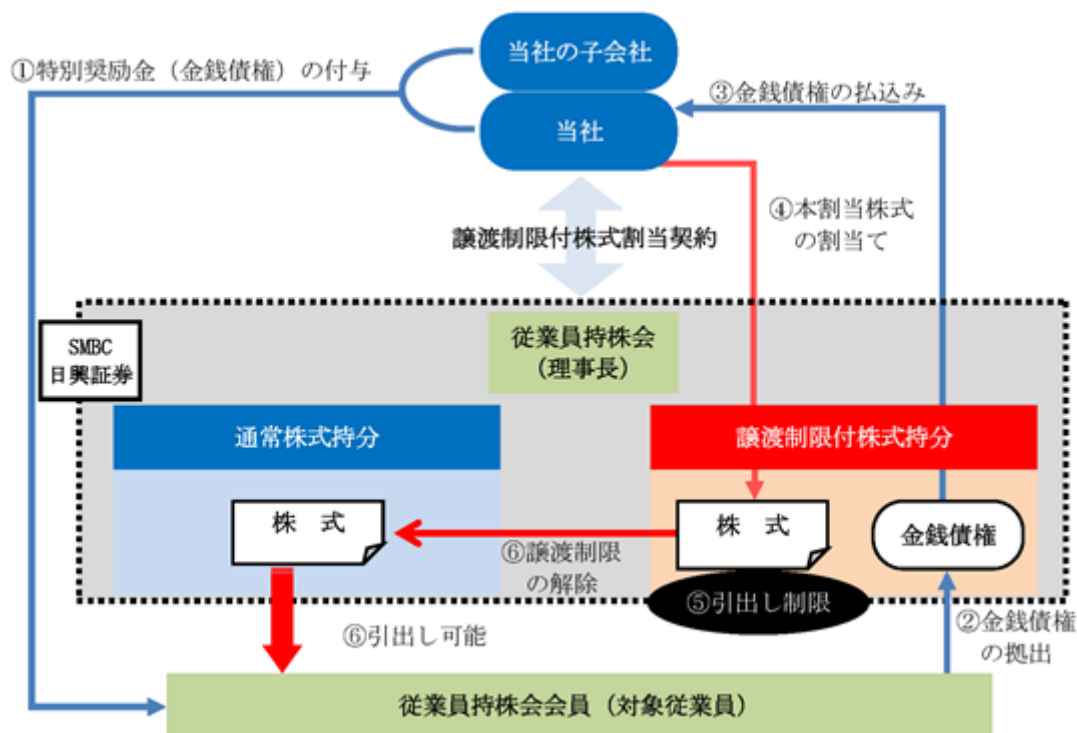 当社の子会社
①特別奨励金（金銭債権）の付与
③金銭債権の払込み
当社
④本割当株式
の割当て
譲渡制限付株式割当契約
従業員持株会
（理事長）
SMBC
日興証券
通常株式持分
譲渡制限付株式持分
株　式
株　式
金銭債権
⑥譲渡制限
の解除
⑤引出し制限
⑥引出し可能
②金銭債権
の拠出
従業員持株会会員（対象従業員）